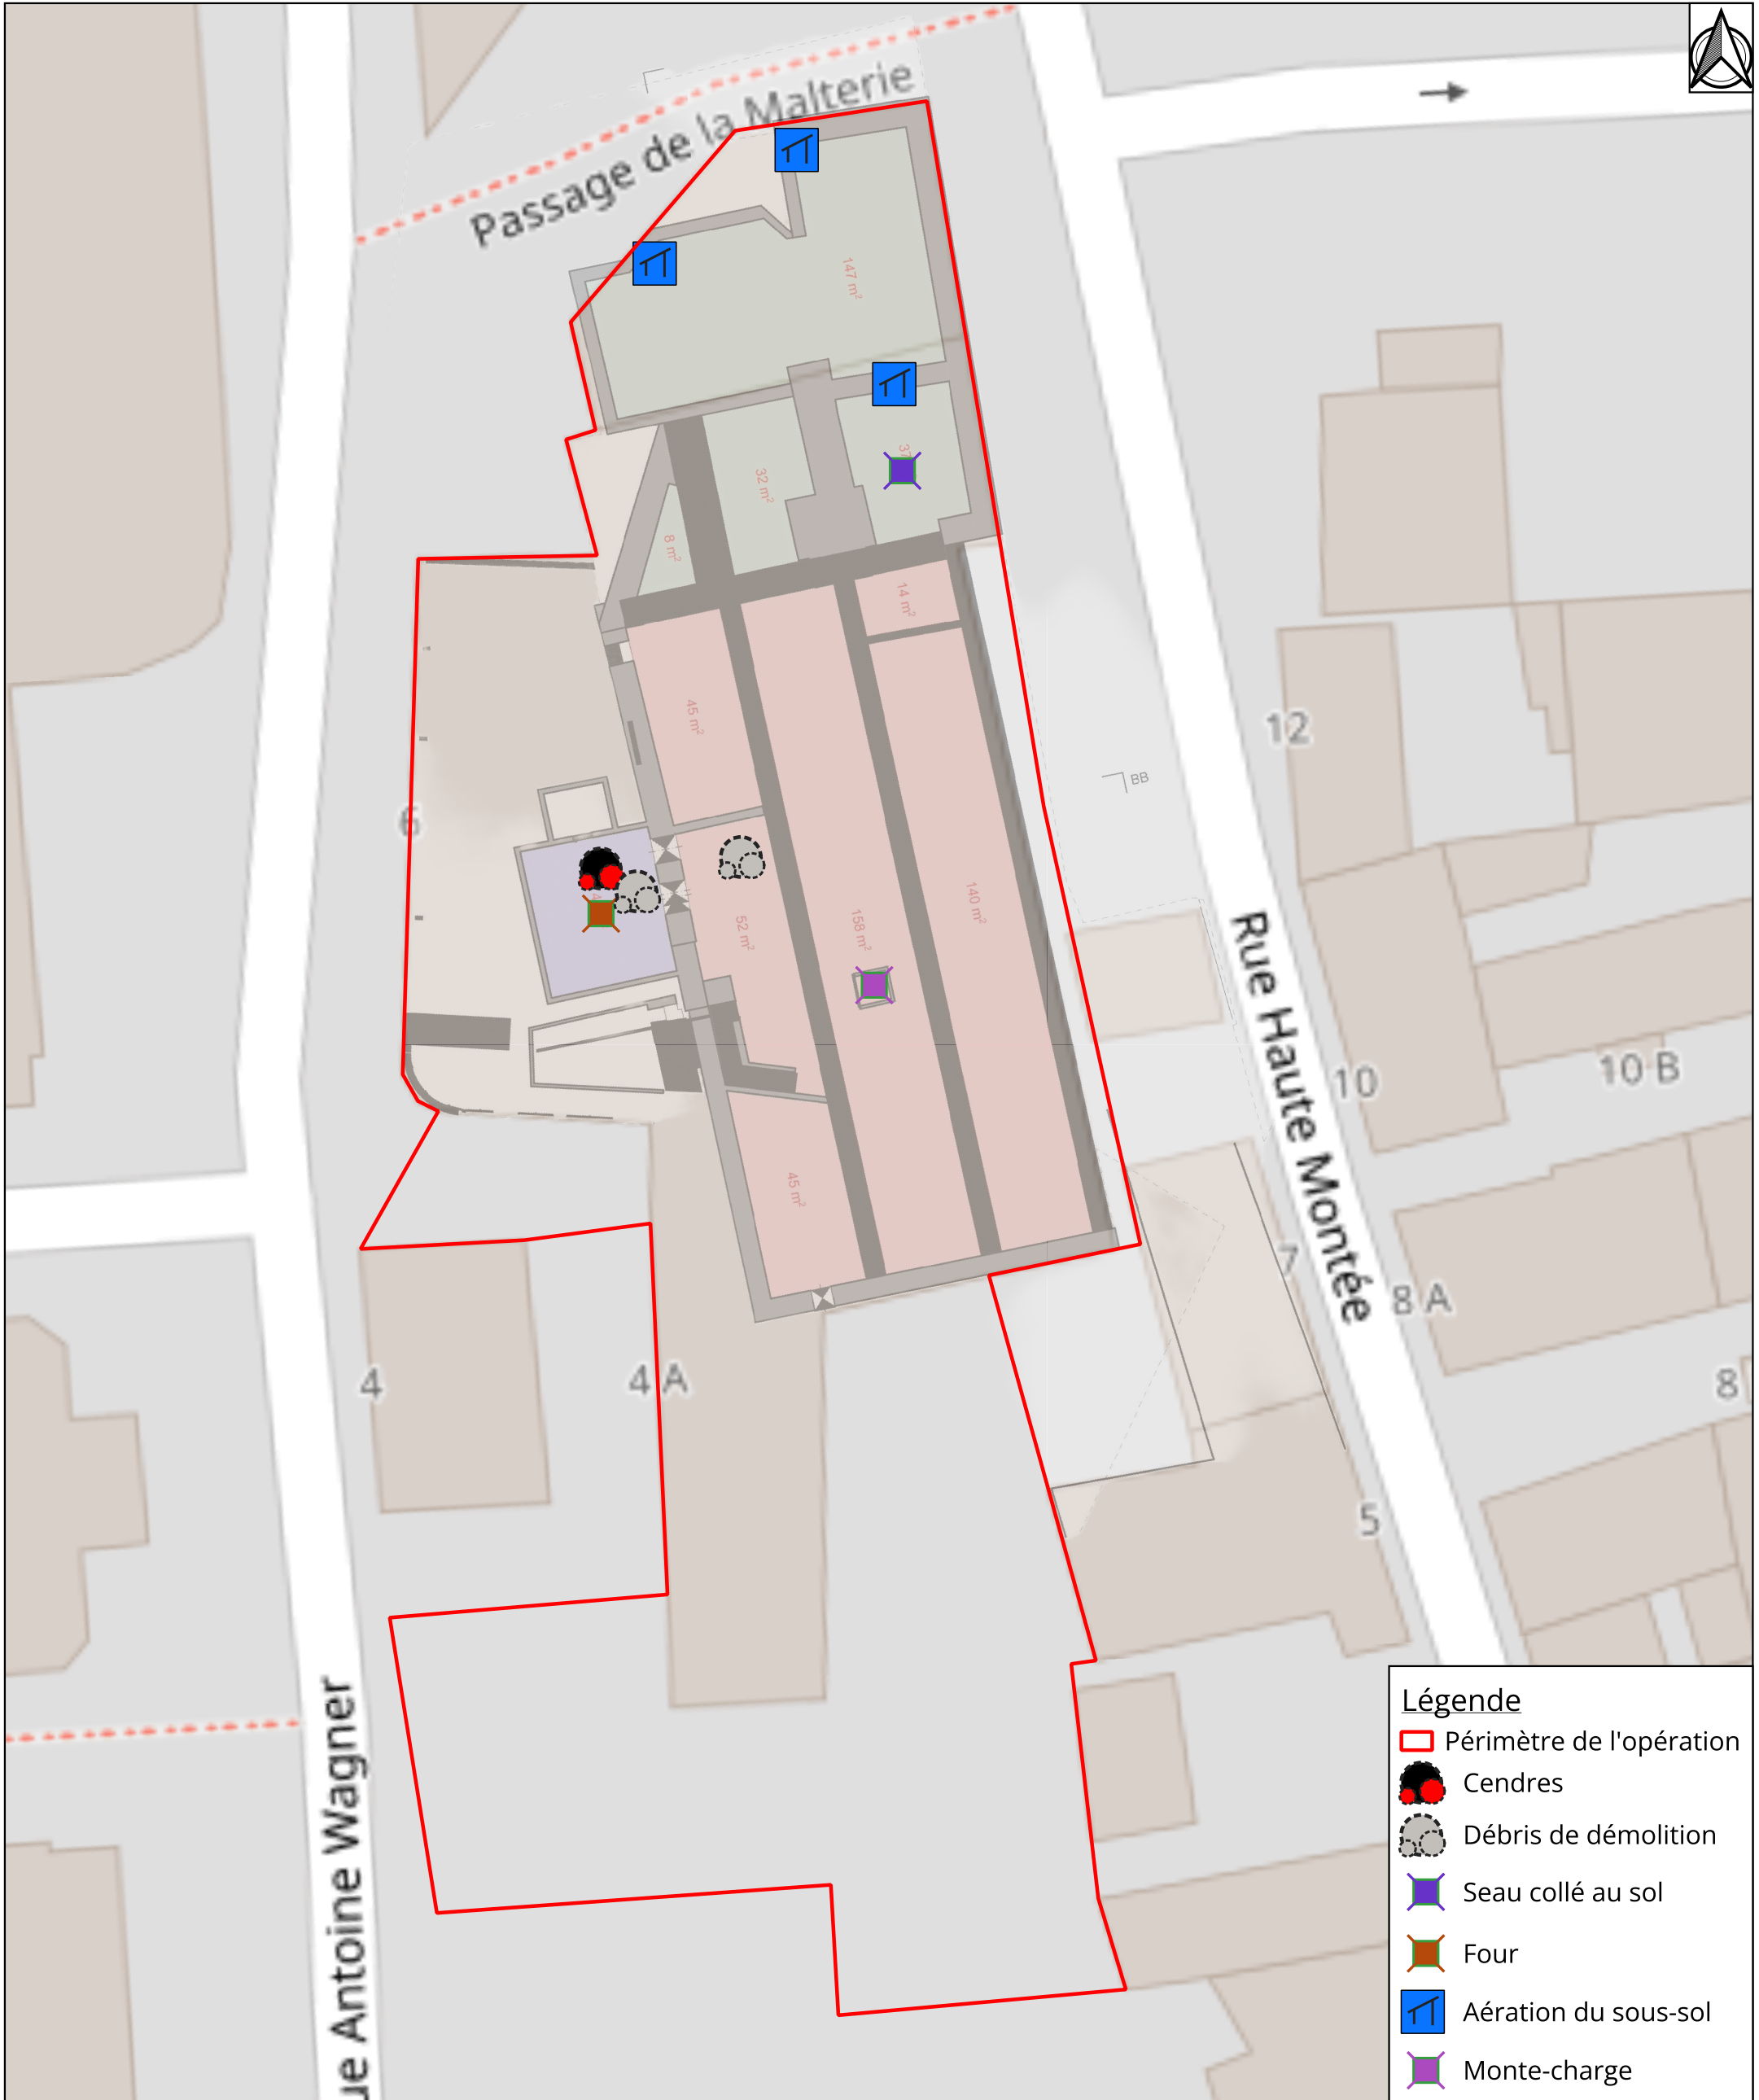 Passage de la Malterie
147 m²
32 m²
8 m²
14 m²
45 m²
12
BB
6
52 m²
158 m²
140 m²
Rue Haute Montée
10
10 B
45 m²
7
8 A
4
4 A
8
5
ue Antoine Wagner
Légende
Périmètre de l'opération
Cendres
Débris de démolition
Seau collé au sol
Four
Aération du sous-sol
Monte-charge